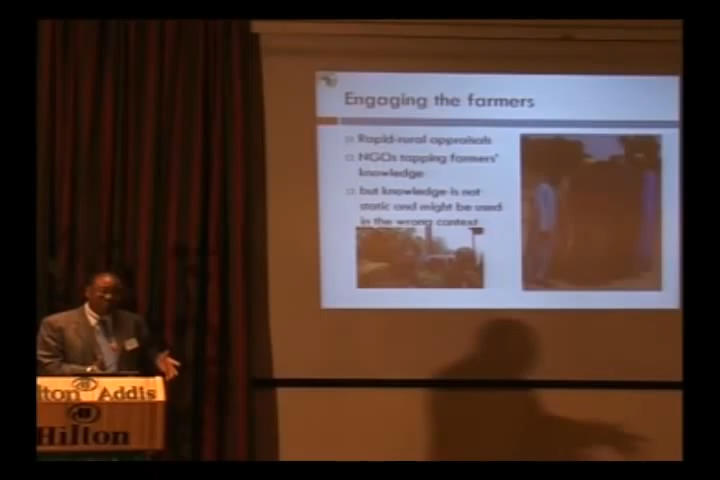 Engaging the farmers
Rapid rural appraisals
NGOs tapping farmers'
knowledge
but knowledge is not
static and might be used
in the wrong context
lton Addis
Hilton